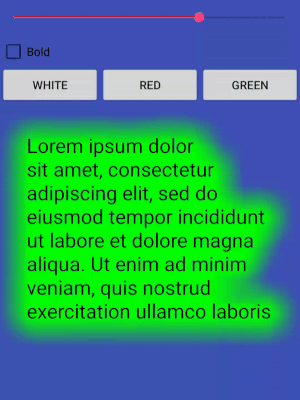 Bold
WHITE RED GREEN
Lorem ipsum dolor
sit amet, consectetur
adipiscing elit, sed do
eiusmod tempor incididunt
ut labore et dolore magna
aliqua. Ut enim ad minim
veniam, quis nostrud
exercitation ullamco laboris